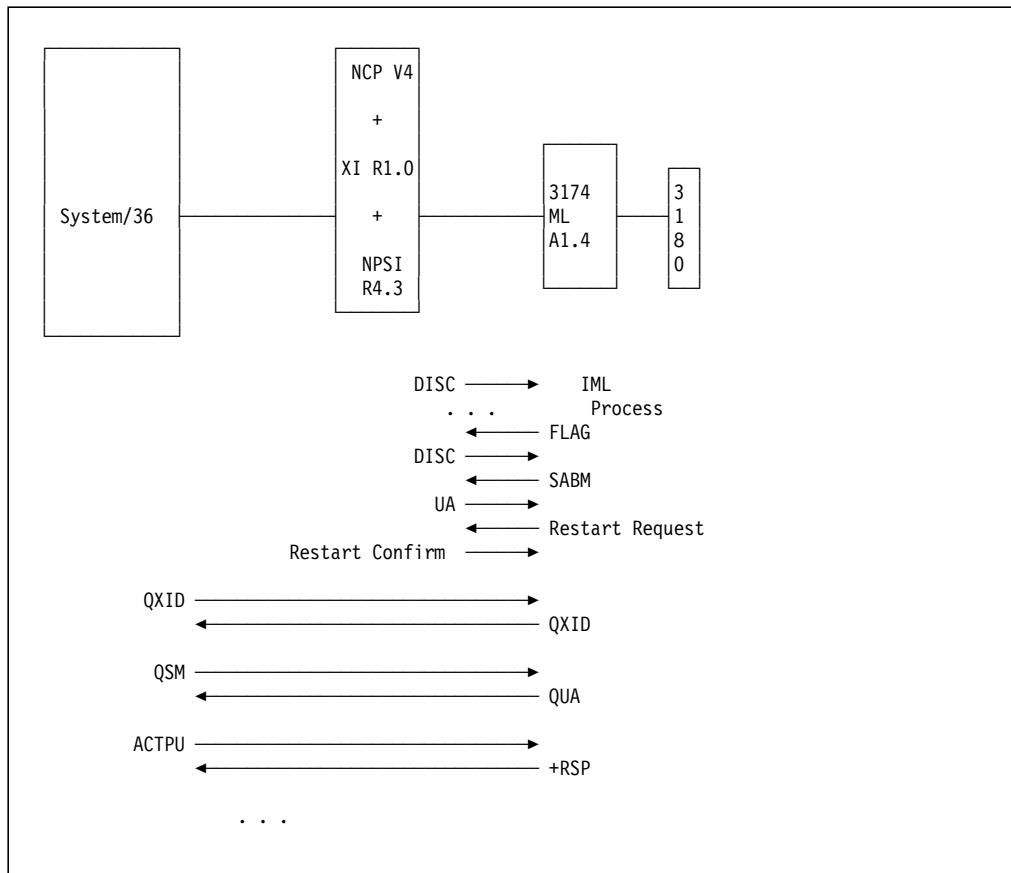 NCP V4
+
XI R1.0
+
NPSI
R4.3
System/36
3174
ML
A1.4
3
1
8
0
DISC IML
. . . Process
FLAG
DISC
SABM
UA
Restart Request
Restart Confirm
QXID
QXID
QSM
QUA
ACTPU
+RSP
. . .